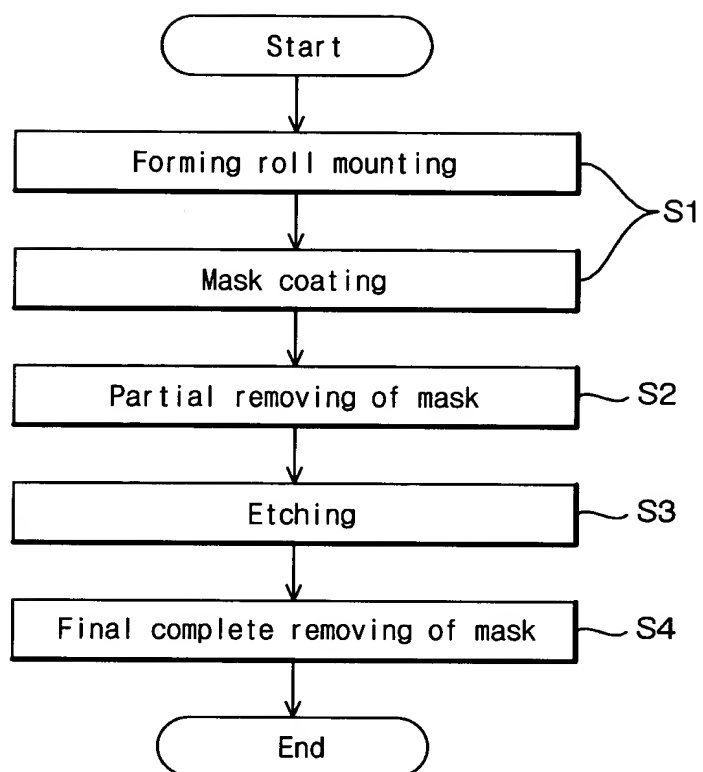 Start
Forming roll mounting
S1
Mask coating
Partial removing of mask
S2
Etching
S3
Final complete removing of mask
S4
End